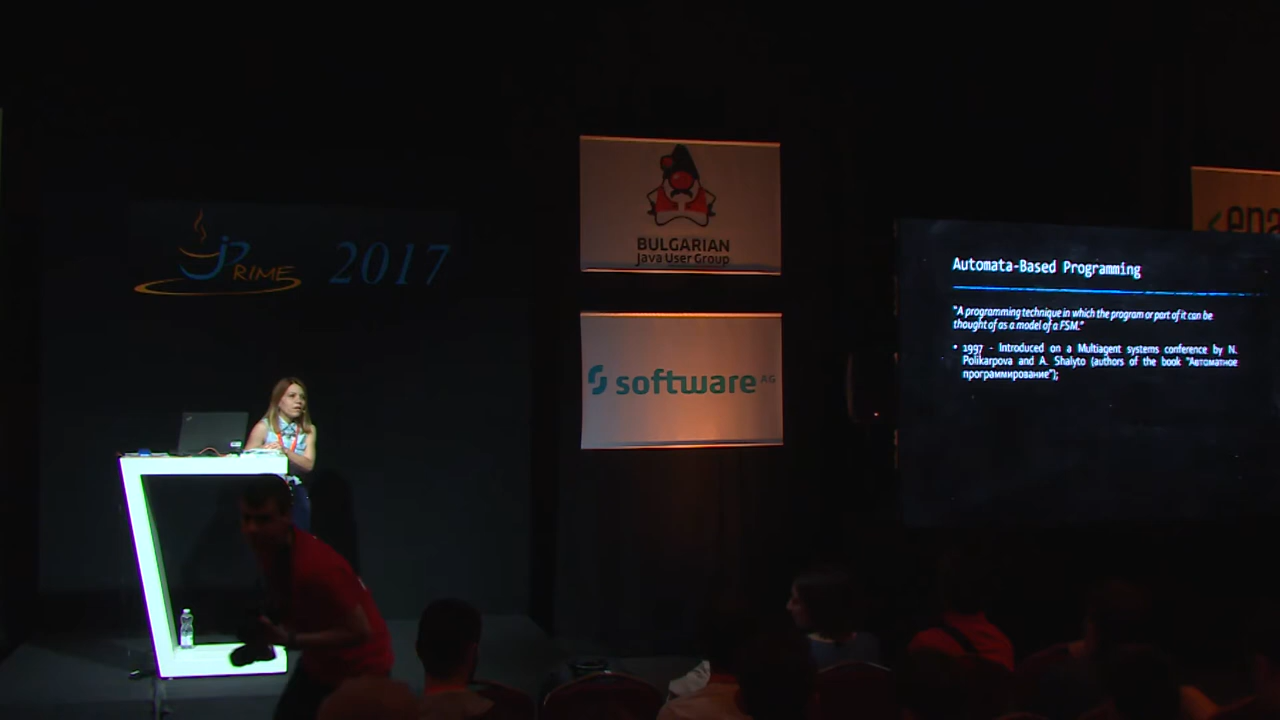 JPRIME 2017
BULGARIAN
Java User Group
software AG
Automata-Based Programming
"A programming technique in which the program or part of it can be
thought of as a model of a FSM."
• 1997 - Introduced on a Multiagent systems conference by N.
Polikarpova and A. Shalyto (authors of the book "Автоматное
программирование");